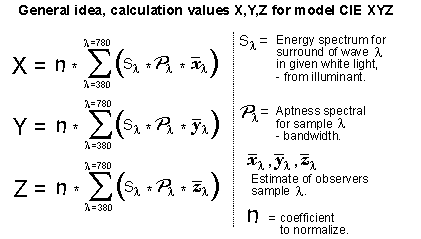 General idea, calculation values X,Y,Z for model CIE XYZ
λ=780
X = n * ∑ (Sλ * 𝒫λ * x̅λ)
λ=380
λ=780
Y = n * ∑ (Sλ * 𝒫λ * y̅λ)
λ=380
λ=780
Z = n * ∑ (Sλ * 𝒫λ * z̅λ)
λ=380
Sλ = Energy spectrum for
surround of wave λ
in given white light,
- from illuminant.
𝒫λ = Aptness spectral
for sample λ
- bandwidth.
x̅λ , y̅λ , z̅λ
Estimate of observers
sample λ.
n = coefficient
to normalize.